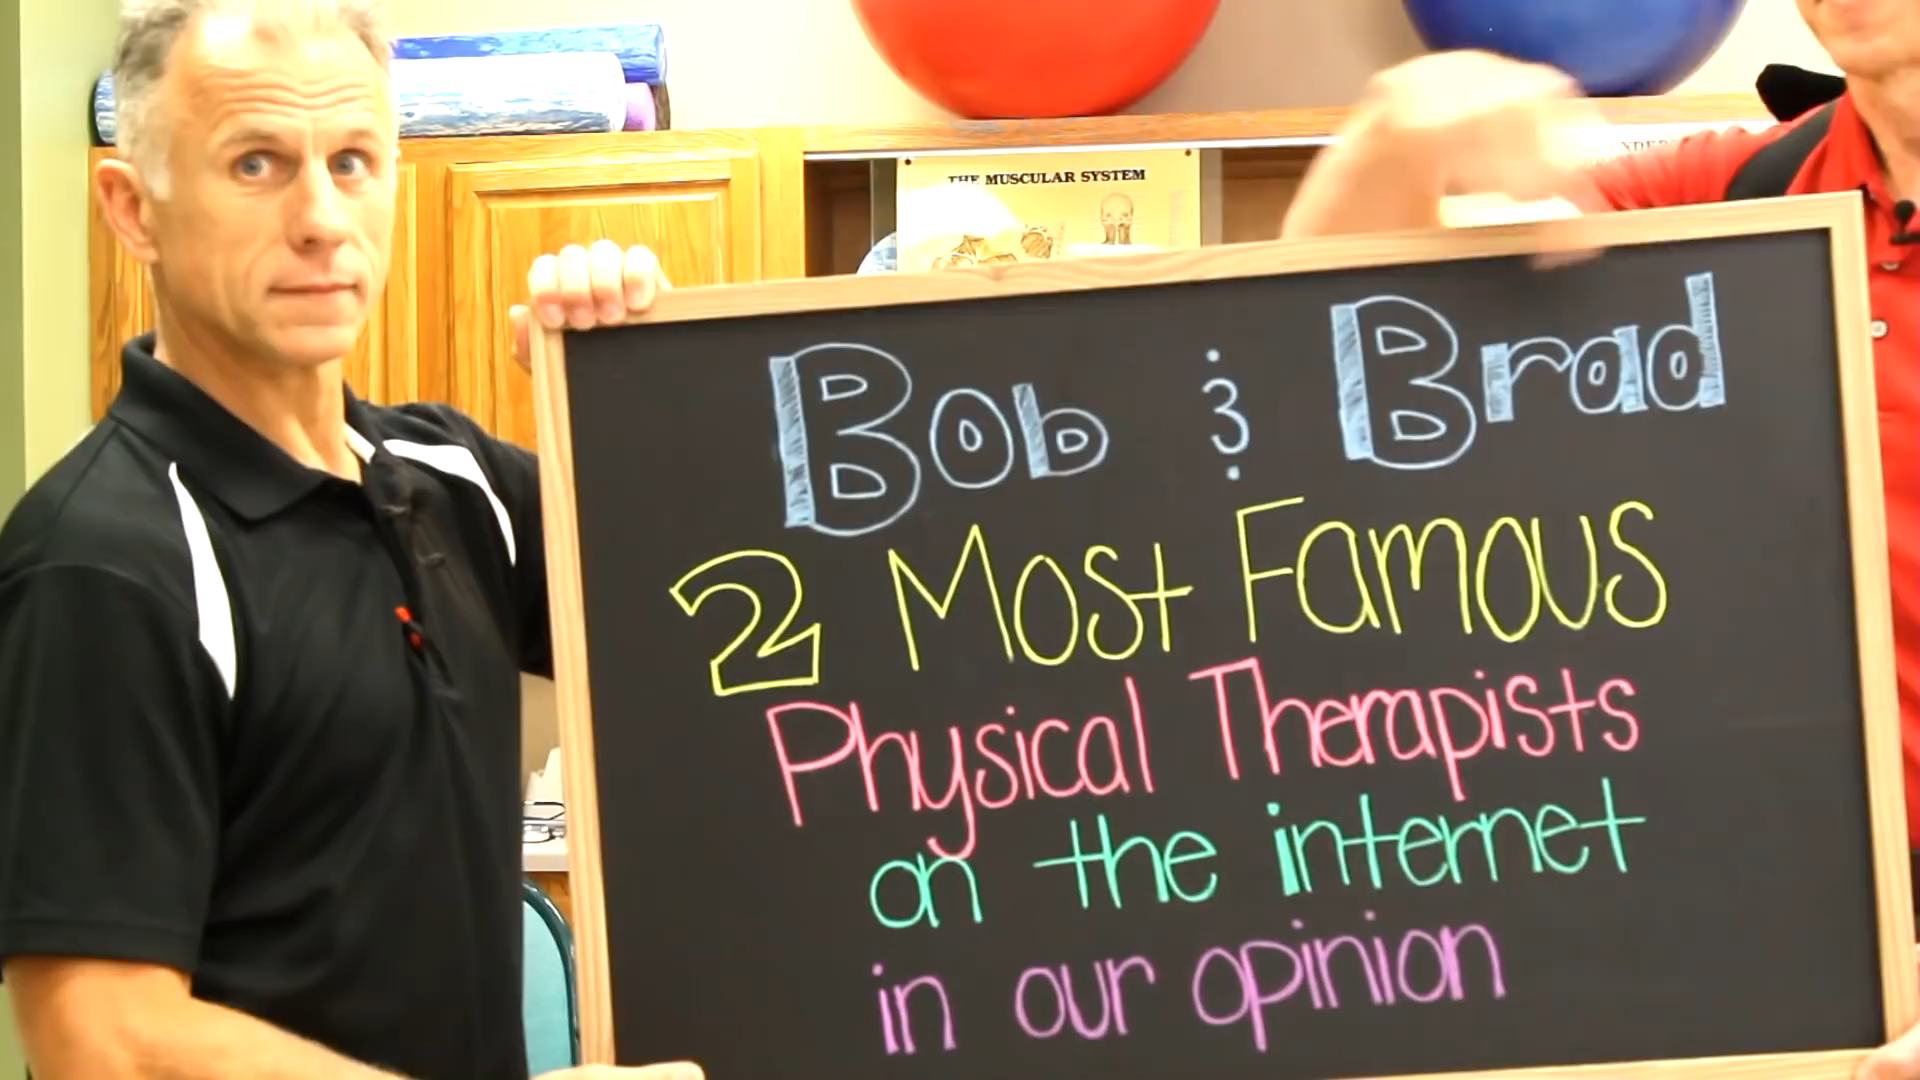 THE MUSCULAR SYSTEM
Bob & Brad
2 Most Famous
Physical Therapists
on the internet
in our opinion